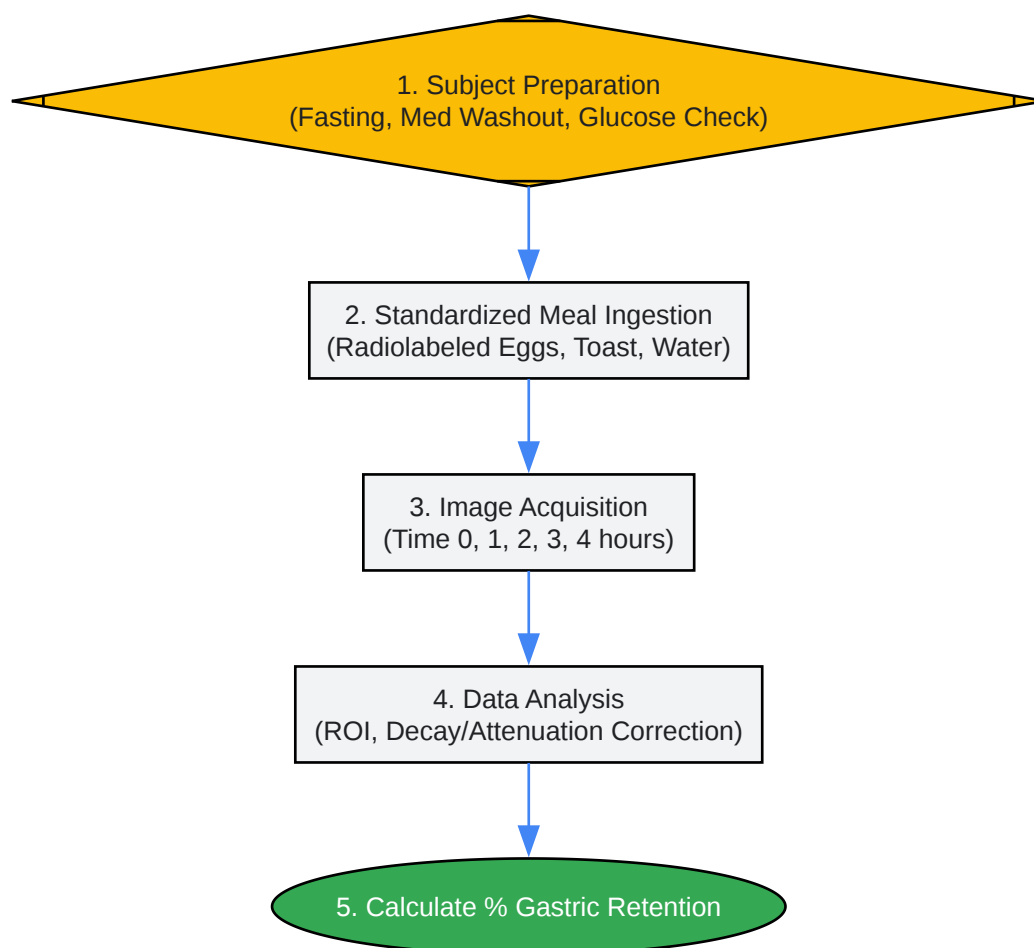 1. Subject Preparation
(Fasting, Med Washout, Glucose Check)
2. Standardized Meal Ingestion
(Radiolabeled Eggs, Toast, Water)
3. Image Acquisition
(Time 0, 1, 2, 3, 4 hours)
4. Data Analysis
(ROI, Decay/Attenuation Correction)
5. Calculate % Gastric Retention